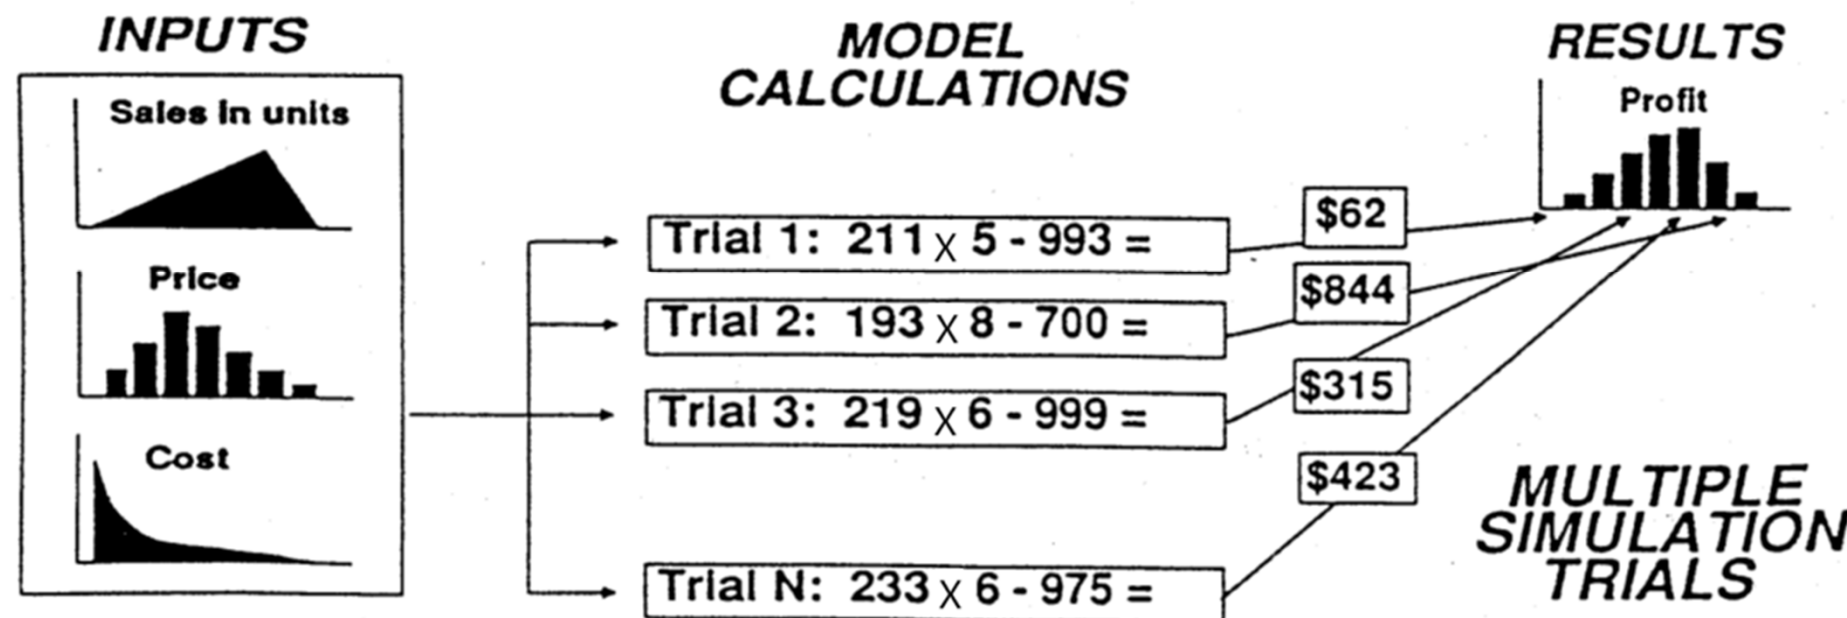 INPUTS
Sales in units
Price
Cost
MODEL
CALCULATIONS
Trial 1: 211 X 5 - 993 =
Trial 2: 193 X 8 - 700 =
Trial 3: 219 X 6 - 999 =
Trial N: 233 X 6 - 975 =
$62
$844
$315
$423
RESULTS
Profit
MULTIPLE
SIMULATION
TRIALS